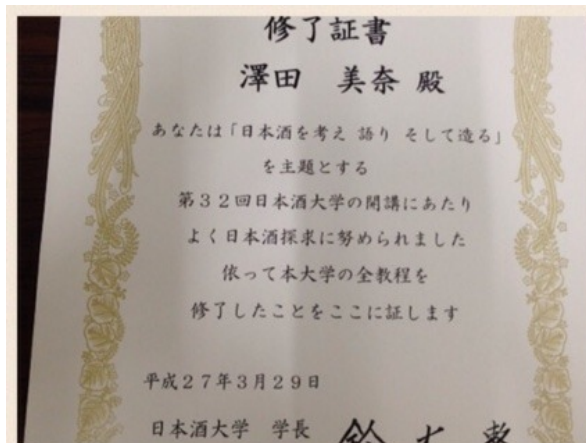 修了証書
澤田 美奈 殿
あなたは「日本酒を考え 語り そして造る」
を主題とする
第32回日本酒大学の開講にあたり
よく日本酒探求に努められました
依って本大学の全教程を
修了したことをここに証します
平成27年3月29日
日本酒大学 学長